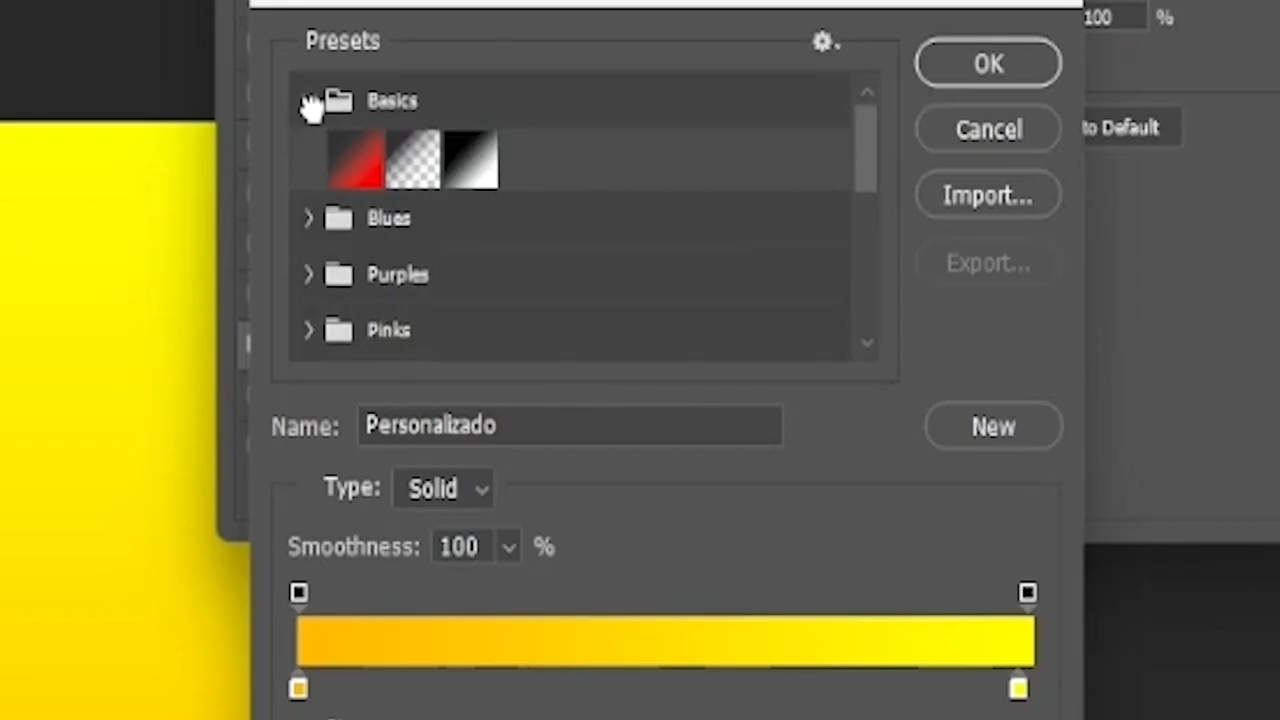 100 %
Presets
OK
Basics
Cancel
to Default
Import...
Blues
Export...
Purples
Pinks
Name: Personalizado
New
Type: Solid
Smoothness: 100 %